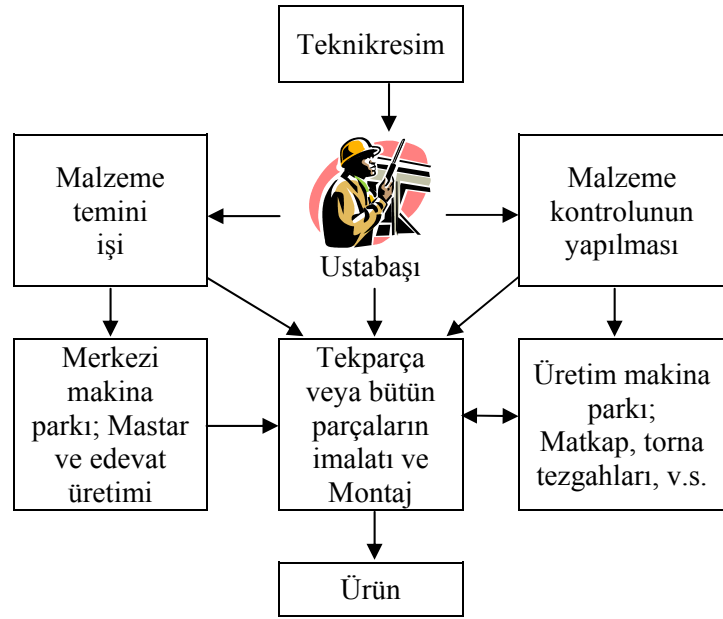 Teknikresim
Malzeme
temini
işi
Ustabaşı
Malzeme
kontrolunun
yapılması
Merkezi
makina
parkı; Mastar
ve edevat
üretimi
Tekparça
veya bütün
parçaların
imalatı ve
Montaj
Üretim makina
parkı;
Matkap, torna
tezgahları, v.s.
Ürün